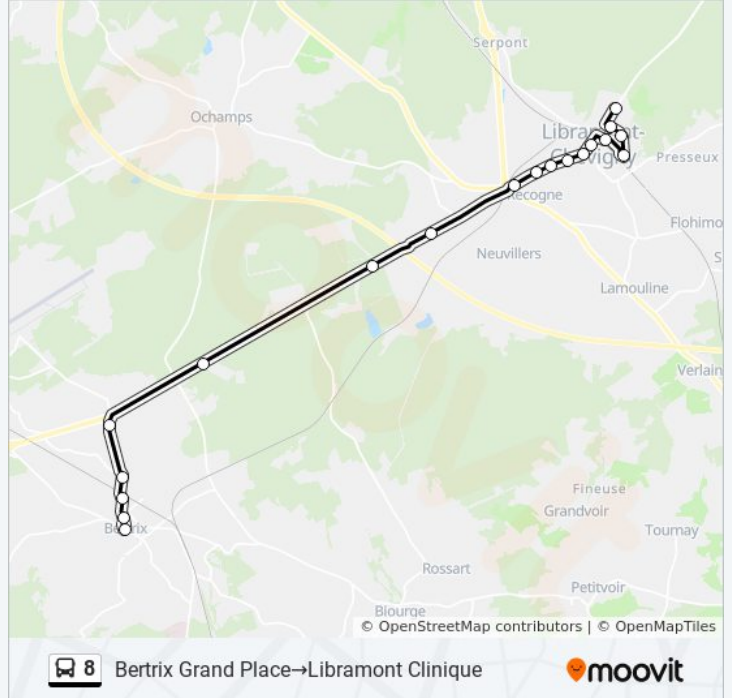 Serpont
Ochamps
Libramont-
Chevigny
Presseux
Recogne
Flohimo
Neuvillers
S
Lamouline
Verlain
Fineuse
Grandvoir
Bertrix
Tournay
Rossart
Petitvoir
Biourge
© OpenStreetMap contributors | © OpenMapTiles
8 Bertrix Grand Place→Libramont Clinique
moovit